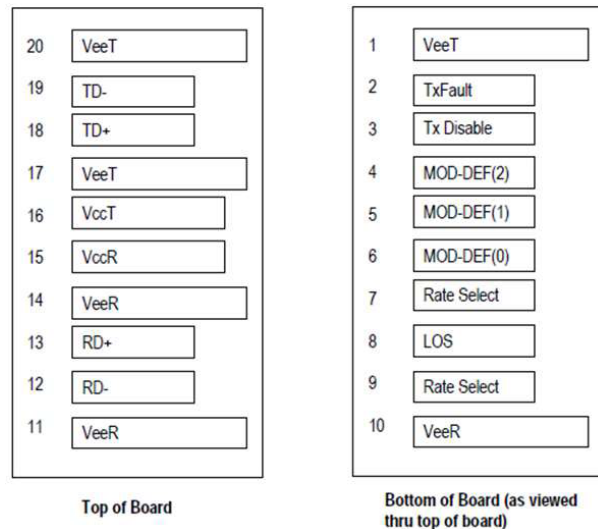 20 VeeT
19 TD-
18 TD+
17 VeeT
16 VccT
15 VccR
14 VeeR
13 RD+
12 RD-
11 VeeR
Top of Board
1 VeeT
2 TxFault
3 Tx Disable
4 MOD-DEF(2)
5 MOD-DEF(1)
6 MOD-DEF(0)
7 Rate Select
8 LOS
9 Rate Select
10 VeeR
Bottom of Board (as viewed
thru top of board)